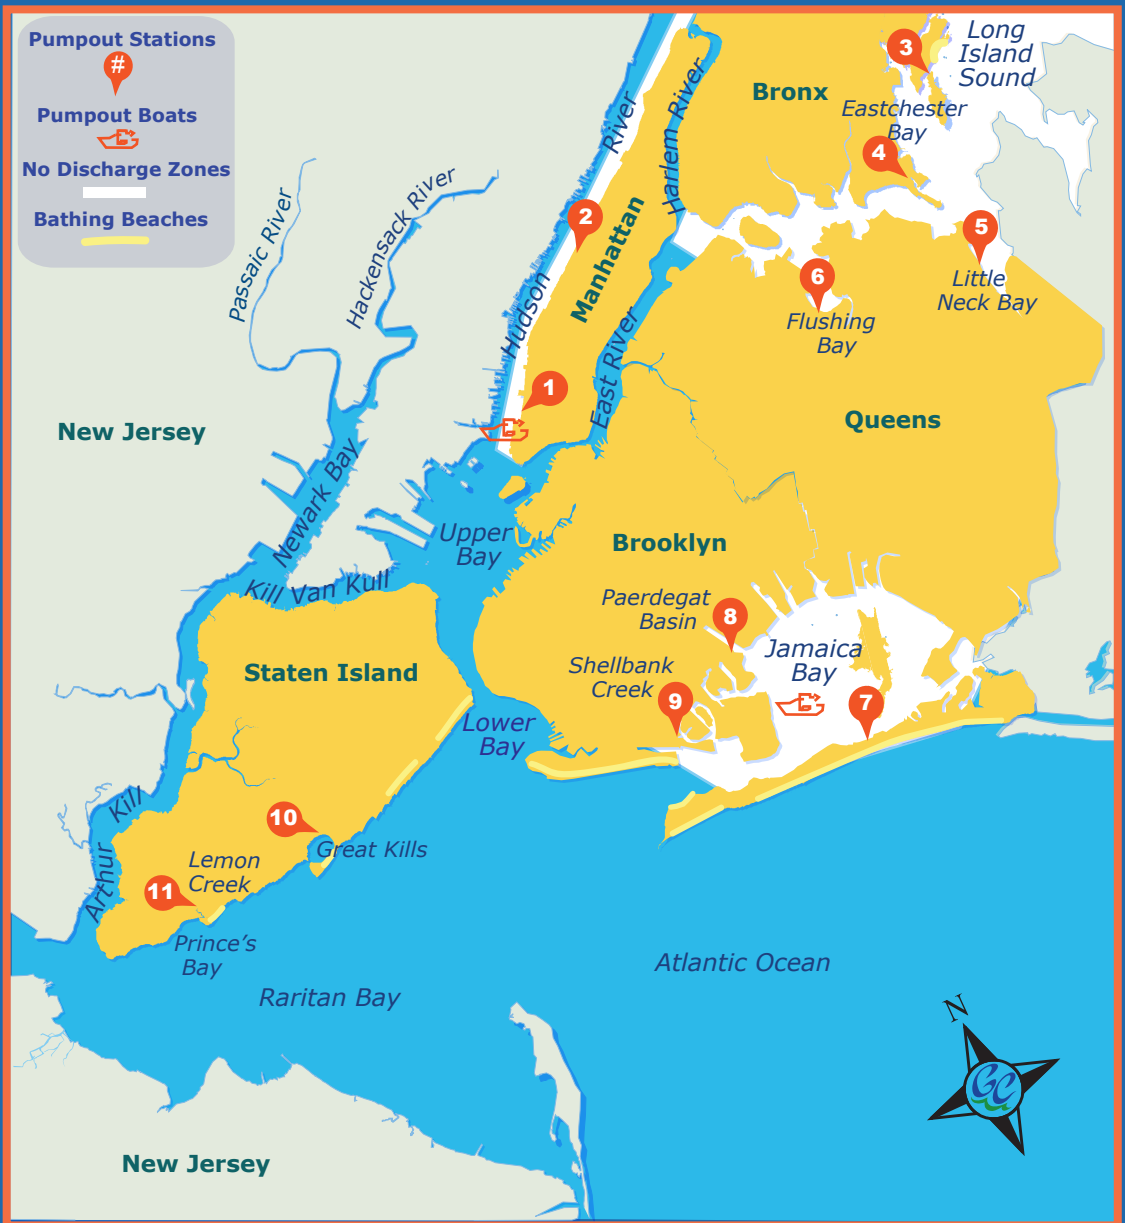 Pumpout Stations
#
Pumpout Boats
No Discharge Zones
Bathing Beaches
Long
Island
Sound
3
Bronx
Eastchester
Bay
4
Hudson River
Harlem River
2
Manhattan
5
Little
Neck Bay
6
Flushing
Bay
Passaic River
Hackensack River
East River
1
New Jersey
Queens
Newark Bay
Upper
Bay
Brooklyn
Kill Van Kull
Paerdegat
Basin
8
Jamaica
Bay
Shellbank
Creek
9
7
Staten Island
Lower
Bay
Arthur Kill
10
Great Kills
Lemon
Creek
11
Prince's
Bay
Raritan Bay
Atlantic Ocean
N
GC
New Jersey